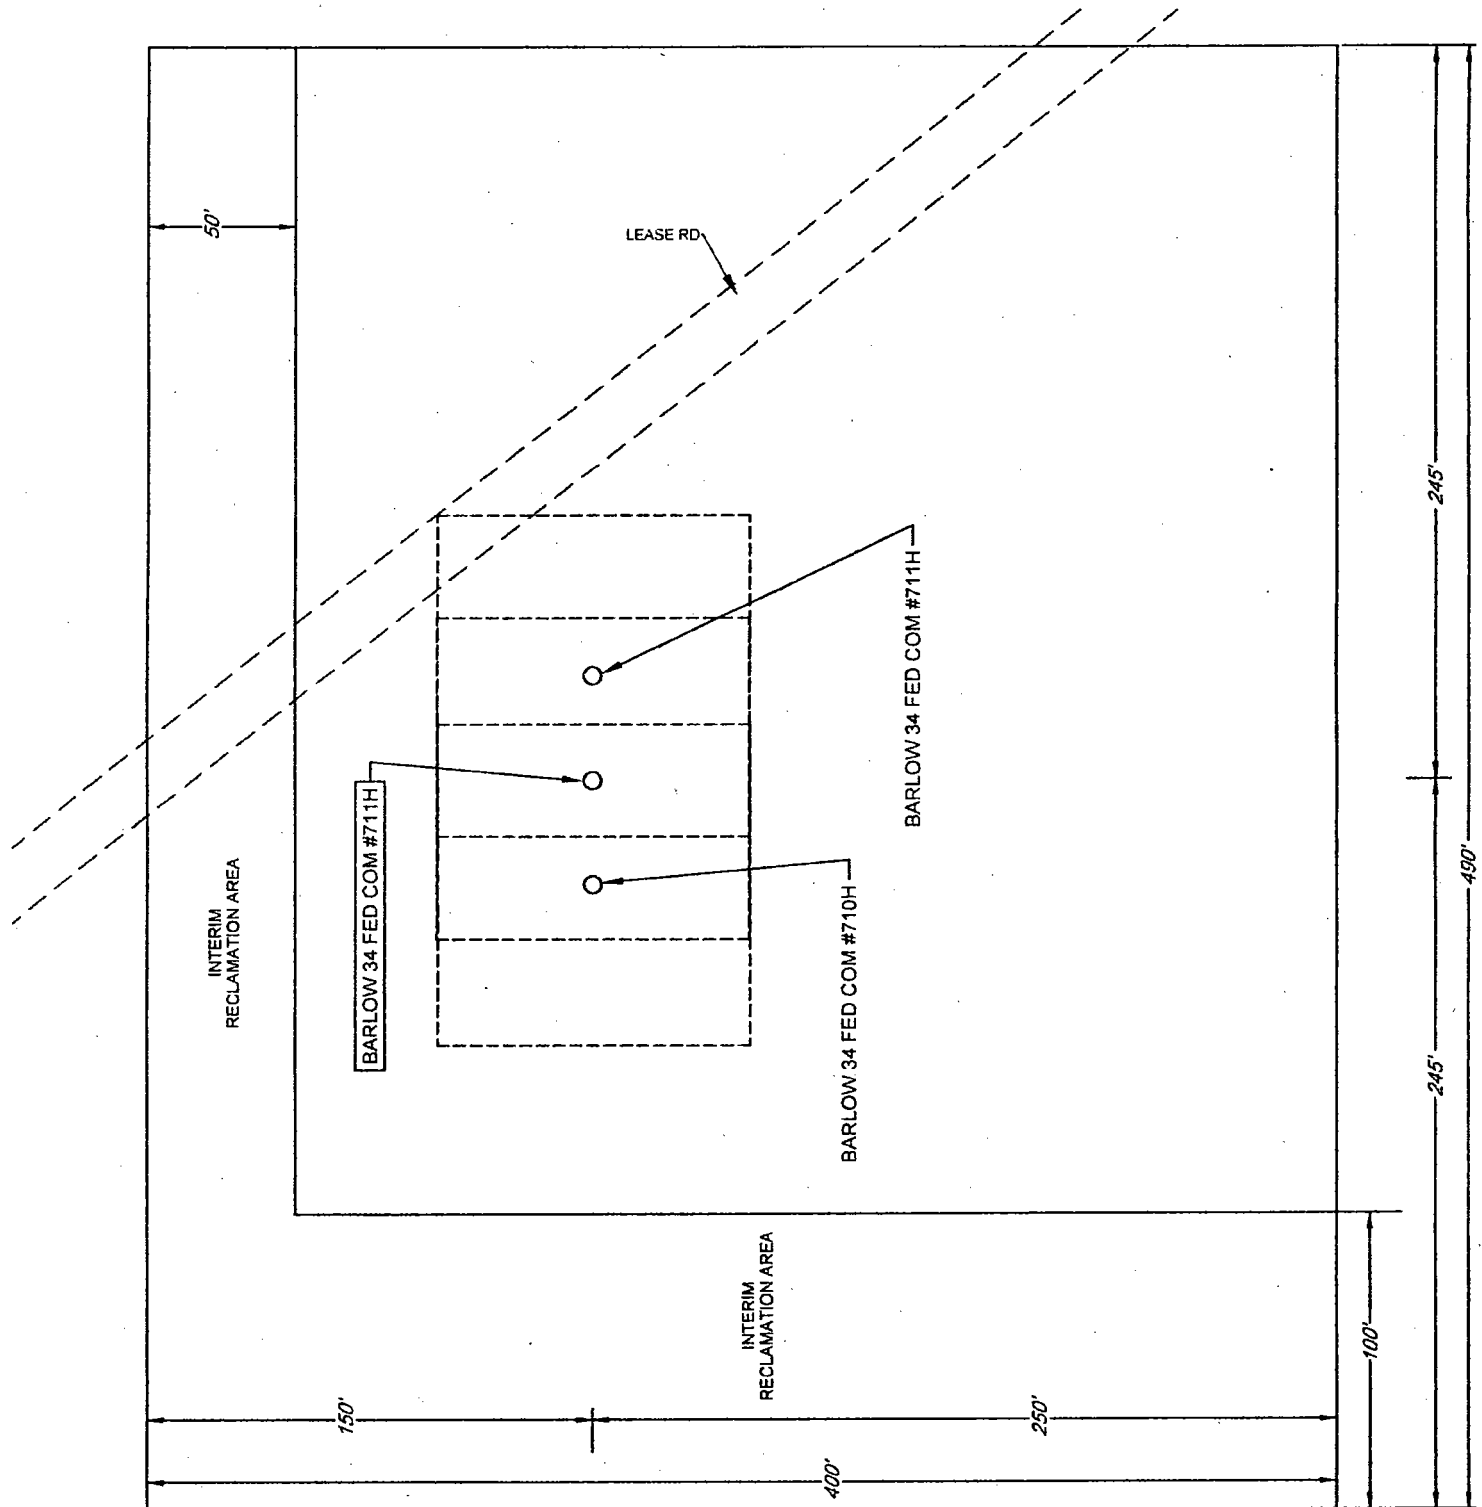 50'
LEASE RD
INTERIM
RECLAMATION AREA
BARLOW 34 FED COM #711H
BARLOW 34 FED COM #711H
BARLOW 34 FED COM #710H
INTERIM
RECLAMATION AREA
150'
250'
400'
100'
245'
245'
490'